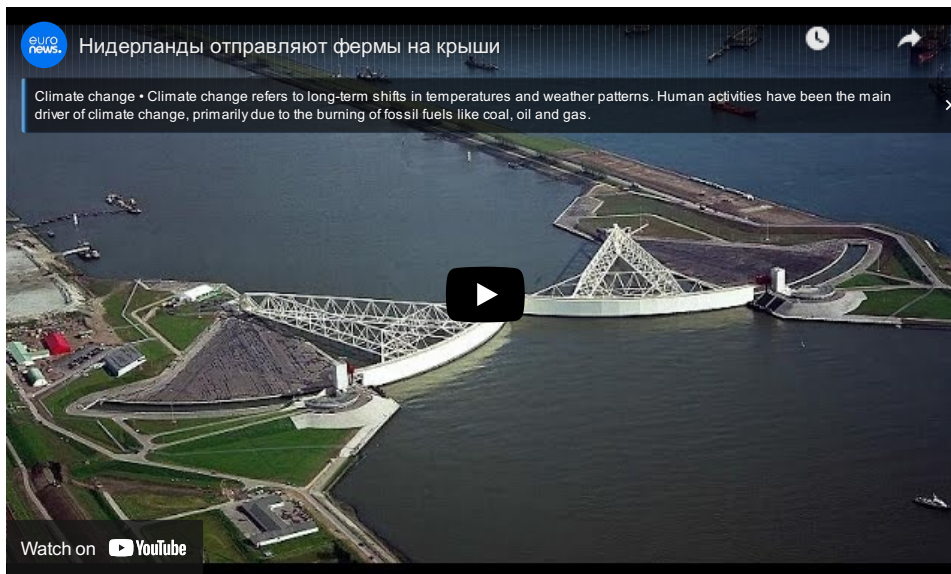 euro
news.
Нидерланды отправляют фермы на крыши
Climate change • Climate change refers to long-term shifts in temperatures and weather patterns. Human activities have been the main
driver of climate change, primarily due to the burning of fossil fuels like coal, oil and gas.
Watch on YouTube